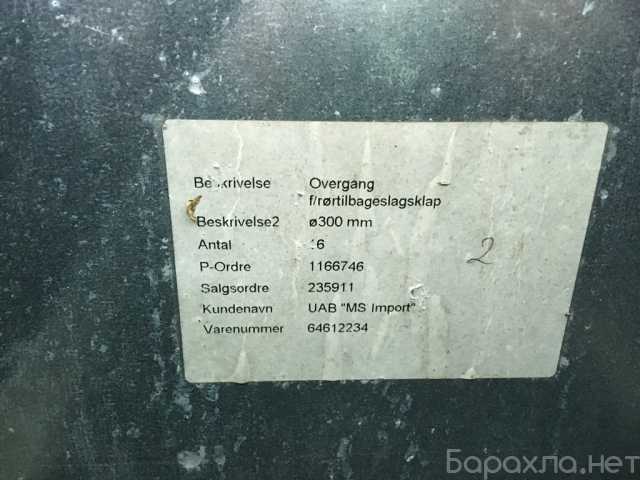 Beskrivelse Overgang
f/rørtilbageslagsklap
Beskrivelse2 ø300 mm
Antal 16
P-Ordre 1166746
Salgsordre 235911
Kundenavn UAB "MS Import"
Varenummer 64612234
2
Барахла.нет